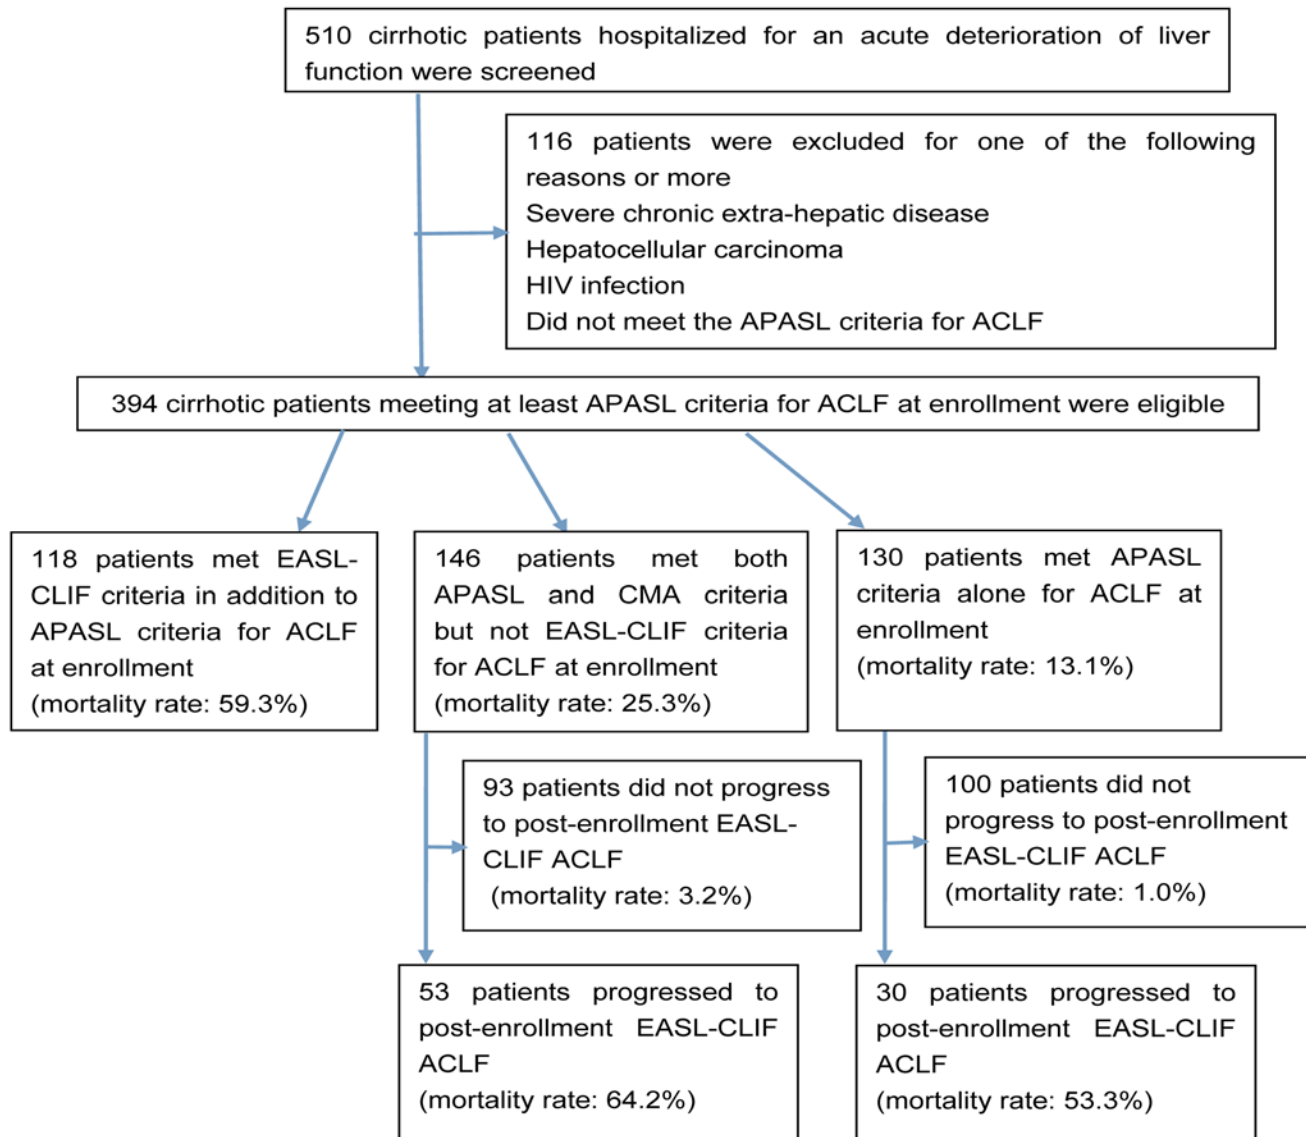 510 cirrhotic patients hospitalized for an acute deterioration of liver
function were screened
116 patients were excluded for one of the following
reasons or more
Severe chronic extra-hepatic disease
Hepatocellular carcinoma
HIV infection
Did not meet the APASL criteria for ACLF
394 cirrhotic patients meeting at least APASL criteria for ACLF at enrollment were eligible
118 patients met EASL-
CLIF criteria in addition to
APASL criteria for ACLF
at enrollment
(mortality rate: 59.3%)
146 patients met both
APASL and CMA criteria
but not EASL-CLIF criteria
for ACLF at enrollment
(mortality rate: 25.3%)
130 patients met APASL
criteria alone for ACLF at
enrollment
(mortality rate: 13.1%)
93 patients did not progress
to post-enrollment EASL-
CLIF ACLF
(mortality rate: 3.2%)
100 patients did not
progress to post-enrollment
EASL-CLIF ACLF
(mortality rate: 1.0%)
53 patients progressed to
post-enrollment EASL-CLIF
ACLF
(mortality rate: 64.2%)
30 patients progressed to
post-enrollment EASL-CLIF
ACLF
(mortality rate: 53.3%)